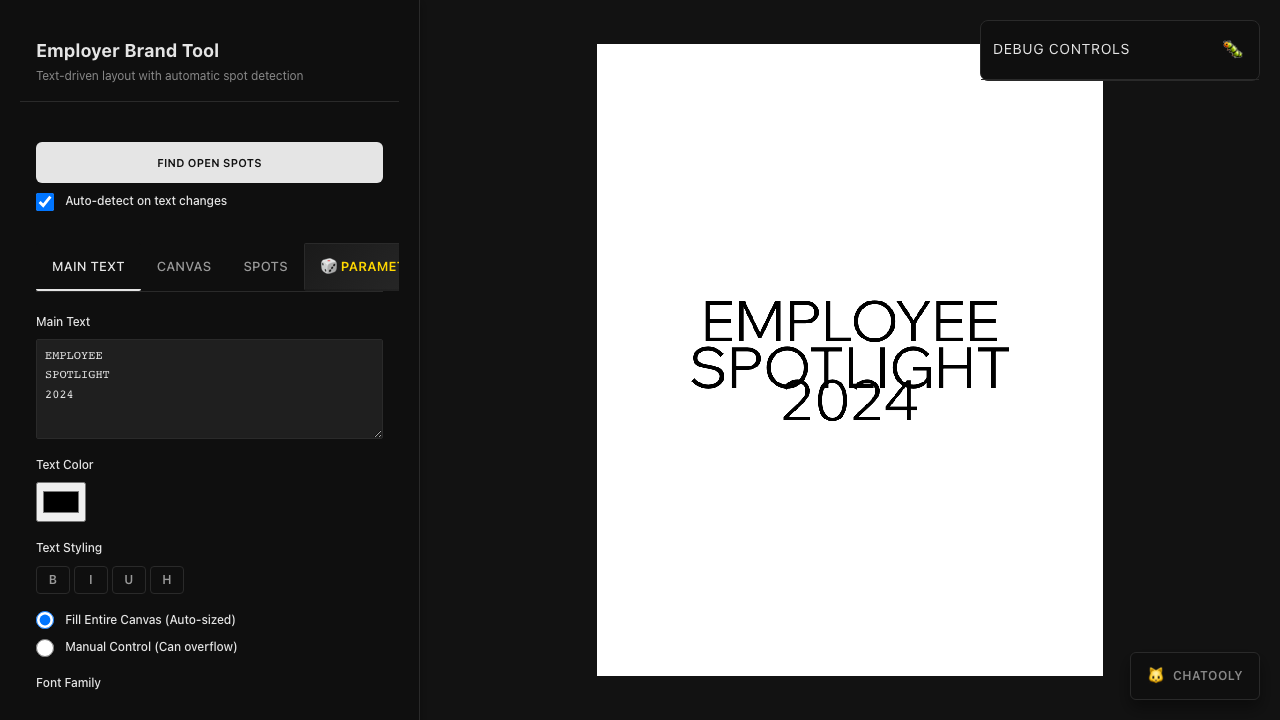 Employer Brand Tool
Text-driven layout with automatic spot detection
FIND OPEN SPOTS
Auto-detect on text changes
MAIN TEXT CANVAS SPOTS PARAMET
Main Text
EMPLOYEE
SPOTLIGHT
2024
Text Color
Text Styling
B I U H
Fill Entire Canvas (Auto-sized)
Manual Control (Can overflow)
Font Family
EMPLOYEE
SPOTLIGHT
2024
DEBUG CONTROLS
CHATOOLY